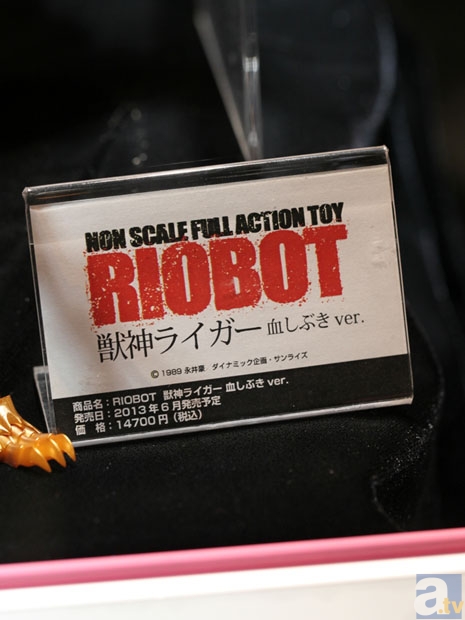 NON SCALE FULL ACTION TOY
RIOBOT
獣神ライガー 血しぶき ver.
© 1989 永井豪 ダイナミック企画・サンライズ
商品名：RIOBOT 獣神ライガー 血しぶき ver.
発売日：2013年6月発売予定
価 格：14700円（税込）
a.tv